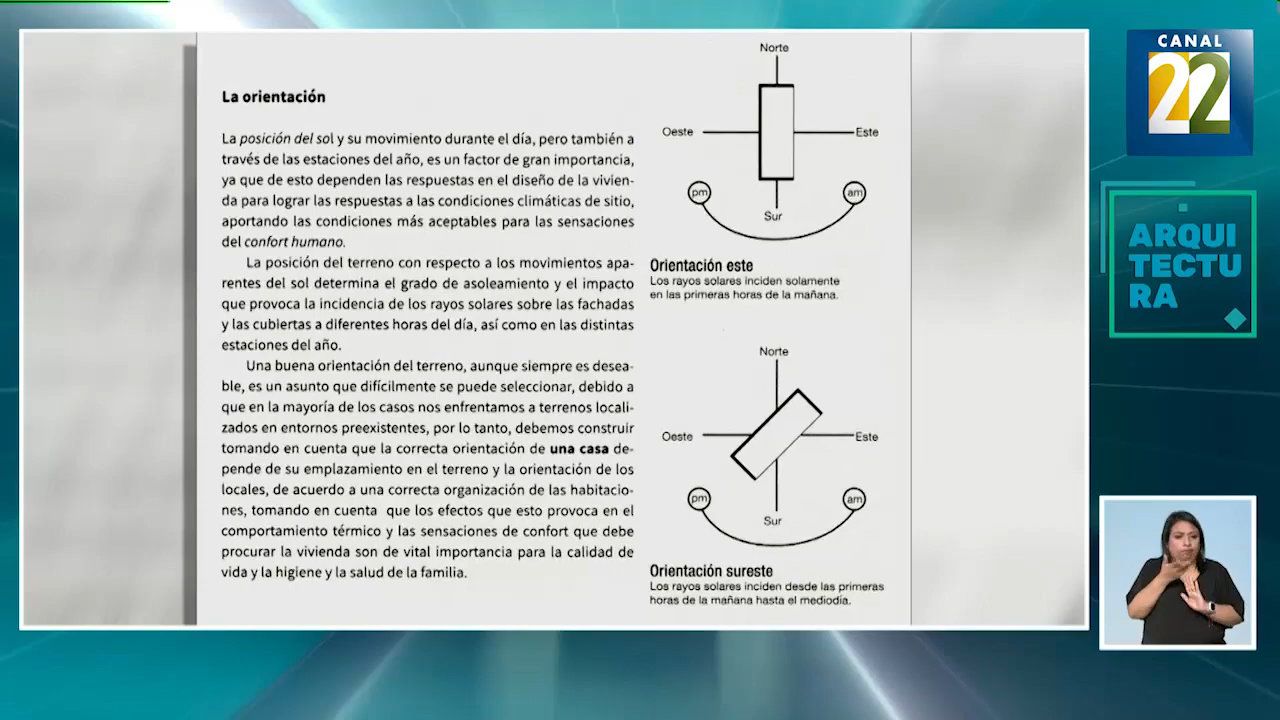 La orientación
La posición del sol y su movimiento durante el día, pero también a
través de las estaciones del año, es un factor de gran importancia,
ya que de esto dependen las respuestas en el diseño de la vivien-
da para lograr las respuestas a las condiciones climáticas de sitio,
aportando las condiciones más aceptables para las sensaciones
del confort humano.
La posición del terreno con respecto a los movimientos apa-
rentes del sol determina el grado de asoleamiento y el impacto
que provoca la incidencia de los rayos solares sobre las fachadas
y las cubiertas a diferentes horas del día, así como en las distintas
estaciones del año.
Una buena orientación del terreno, aunque siempre es desea-
ble, es un asunto que difícilmente se puede seleccionar, debido a
que en la mayoría de los casos nos enfrentamos a terrenos locali-
zados en entornos preexistentes, por lo tanto, debemos construir
tomando en cuenta que la correcta orientación de una casa de-
pende de su emplazamiento en el terreno y la orientación de los
locales, de acuerdo a una correcta organización de las habitacio-
nes, tomando en cuenta que los efectos que esto provoca en el
comportamiento térmico y las sensaciones de confort que debe
procurar la vivienda son de vital importancia para la calidad de
vida y la higiene y la salud de la familia.
Norte
Oeste
Este
pm
am
Sur
Orientación este
Los rayos solares inciden solamente
en las primeras horas de la mañana.
Norte
Oeste
Este
pm
am
Sur
Orientación sureste
Los rayos solares inciden desde las primeras
horas de la mañana hasta el mediodía.
CANAL
22
ARQUI
TECTU
RA